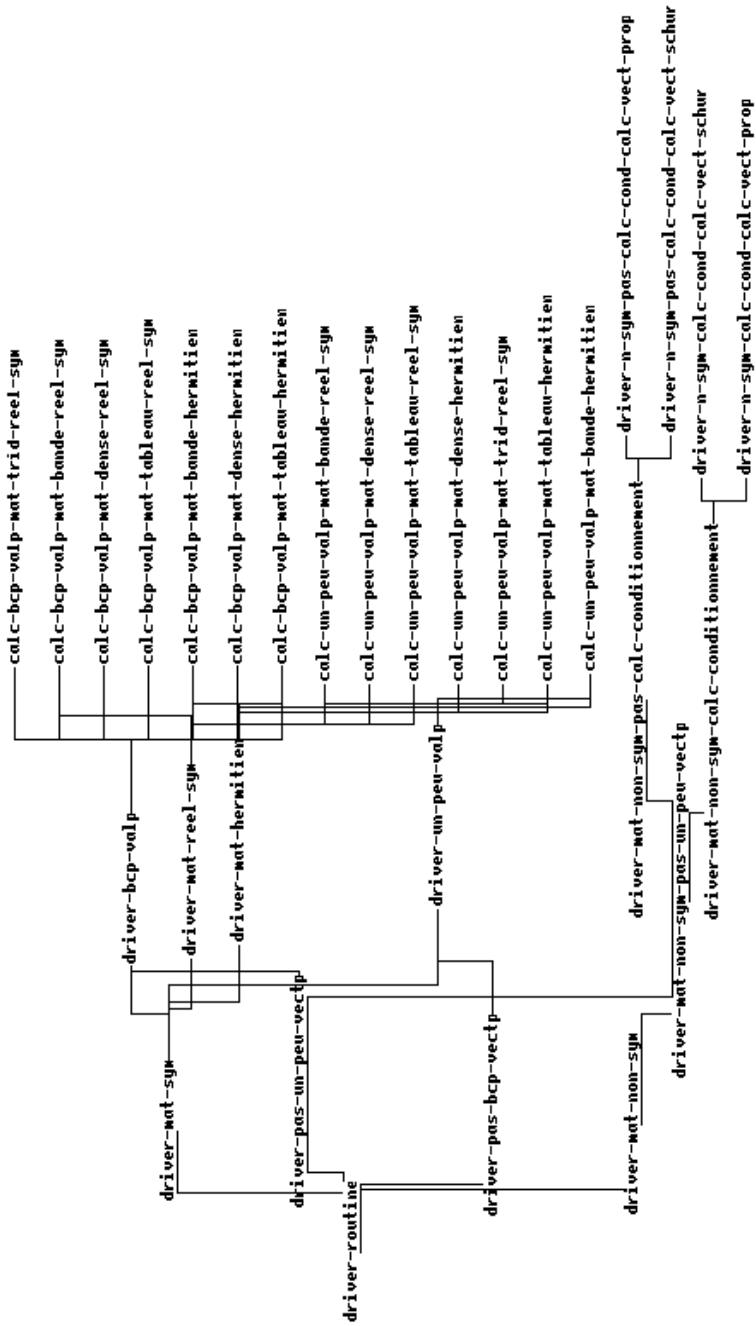 calc-bcp-valp-mat-trid-reel-sym
calc-bcp-valp-mat-bande-reel-sym
calc-bcp-valp-mat-dense-reel-sym
calc-bcp-valp-mat-tableau-reel-sym
calc-bcp-valp-mat-bande-hermitien
calc-bcp-valp-mat-dense-hermitien
calc-bcp-valp-mat-tableau-hermitien
calc-un-peu-valp-mat-bande-reel-sym
calc-un-peu-valp-mat-dense-reel-sym
calc-un-peu-valp-mat-tableau-reel-sym
calc-un-peu-valp-mat-dense-hermitien
calc-un-peu-valp-mat-trid-reel-sym
calc-un-peu-valp-mat-tableau-hermitien
calc-un-peu-valp-mat-bande-hermitien
driver-n-sym-pas-calc-cond-calc-vect-prop
driver-n-sym-pas-calc-cond-calc-vect-schur
driver-n-sym-calc-cond-calc-vect-schur
driver-n-sym-calc-cond-calc-vect-prop
driver-bcp-valp
driver-mat-reel-sym
driver-mat-hermitien
driver-un-peu-valp
driver-mat-non-sym-pas-calc-conditionnement
driver-mat-non-sym-pas-un-peu-vectp
driver-mat-non-sym-calc-conditionnement
driver-mat-sym
driver-pas-un-peu-vectp
driver-pas-bcp-vectp
driver-mat-non-sym
driver-routine